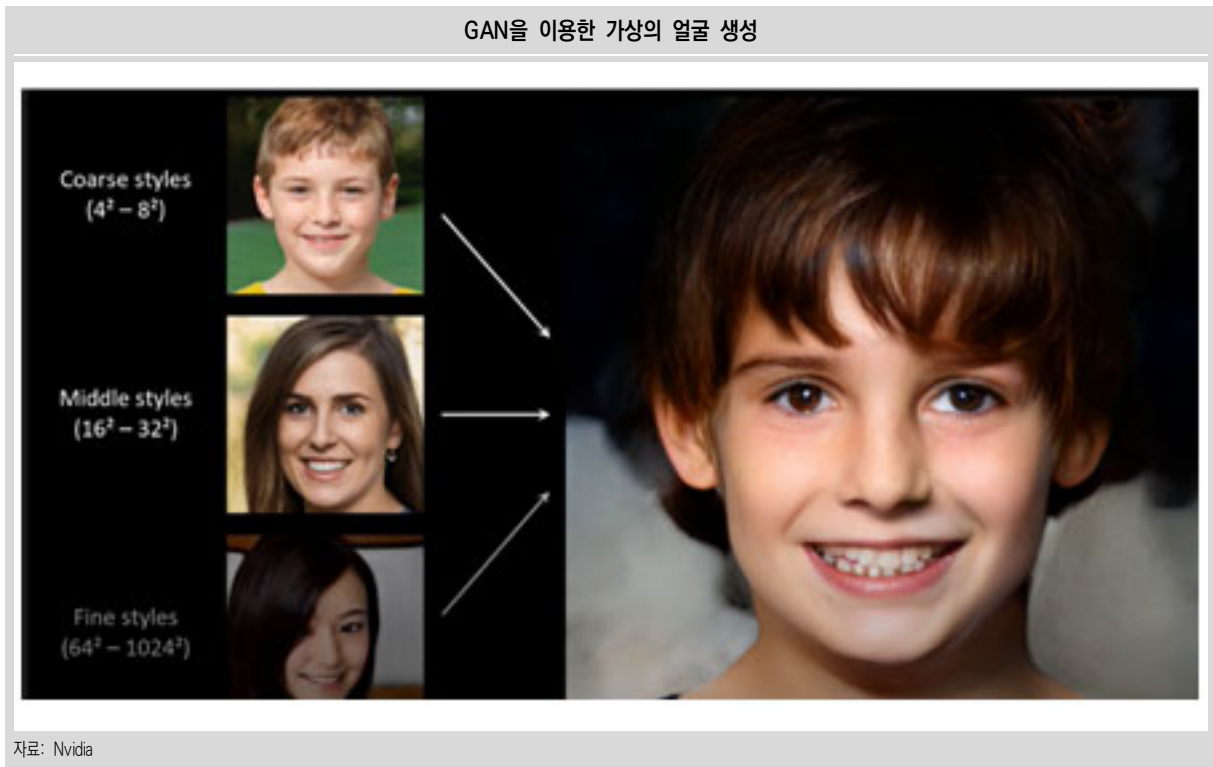 GAN을 이용한 가상의 얼굴 생성
Coarse styles
(4² – 8²)
Middle styles
(16² – 32²)
Fine styles
(64² – 1024²)
자료: Nvidia